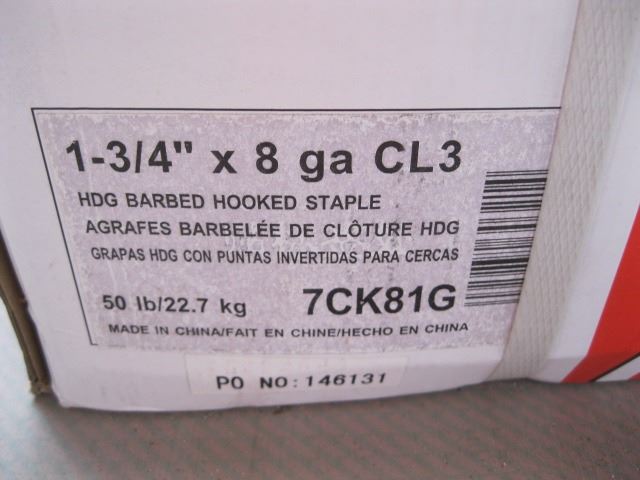 1-3/4" x 8 ga CL3
HDG BARBED HOOKED STAPLE
AGRAFES BARBELÉE DE CLÔTURE HDG
GRAPAS HDG CON PUNTAS INVERTIDAS PARA CERCAS
50 lb/22.7 kg 7CK81G
MADE IN CHINA/FAIT EN CHINE/HECHO EN CHINA
PO NO:146131